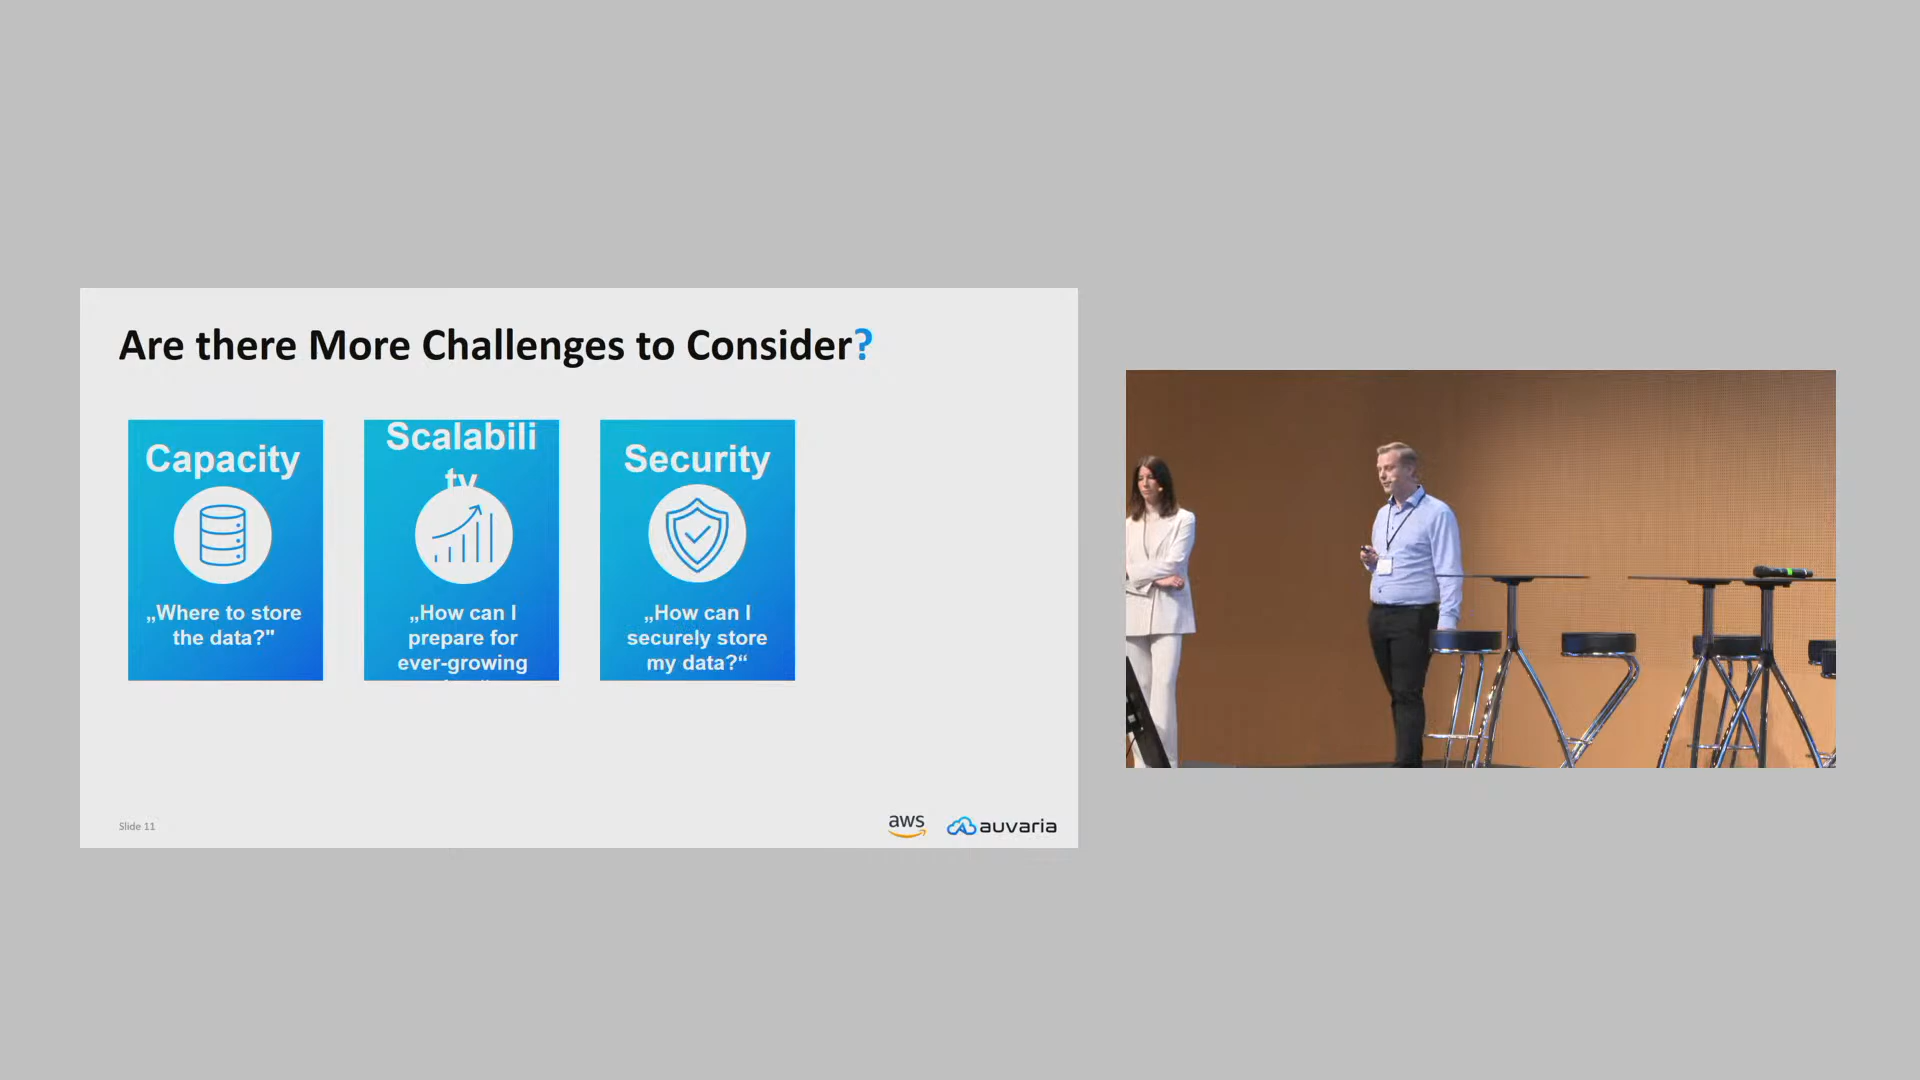 Are there More Challenges to Consider?
Capacity
„Where to store
the data?"
Scalabili
ty
„How can I
prepare for
ever-growing
Security
„How can I
securely store
my data?“
Slide 11
aws
auvaria